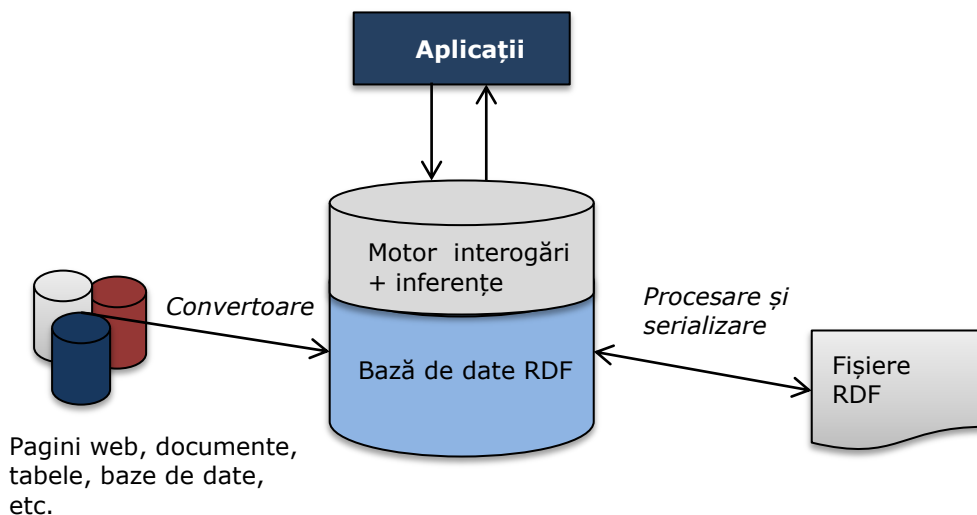 Aplicații
Motor interogări
+ inferențe
Convertoare
Procesare și
serializare
Bază de date RDF
Fișiere
RDF
Pagini web, documente,
tabele, baze de date,
etc.